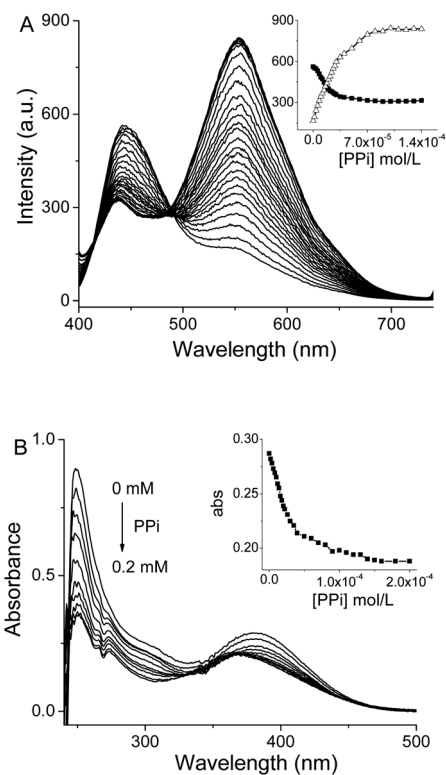 A
900
600
300
0
Intensity (a.u.)
400 500 600 700
Wavelength (nm)
900
600
300
0.0 7.0x10⁻⁵ 1.4x10⁻⁴
[PPi] mol/L
B
1.0
0.5
0.0
Absorbance
0 mM
PPi
0.2 mM
300 400 500
Wavelength (nm)
0.30
0.25
0.20
abs
0.0 1.0x10⁻⁴ 2.0x10⁻⁴
[PPi] mol/L